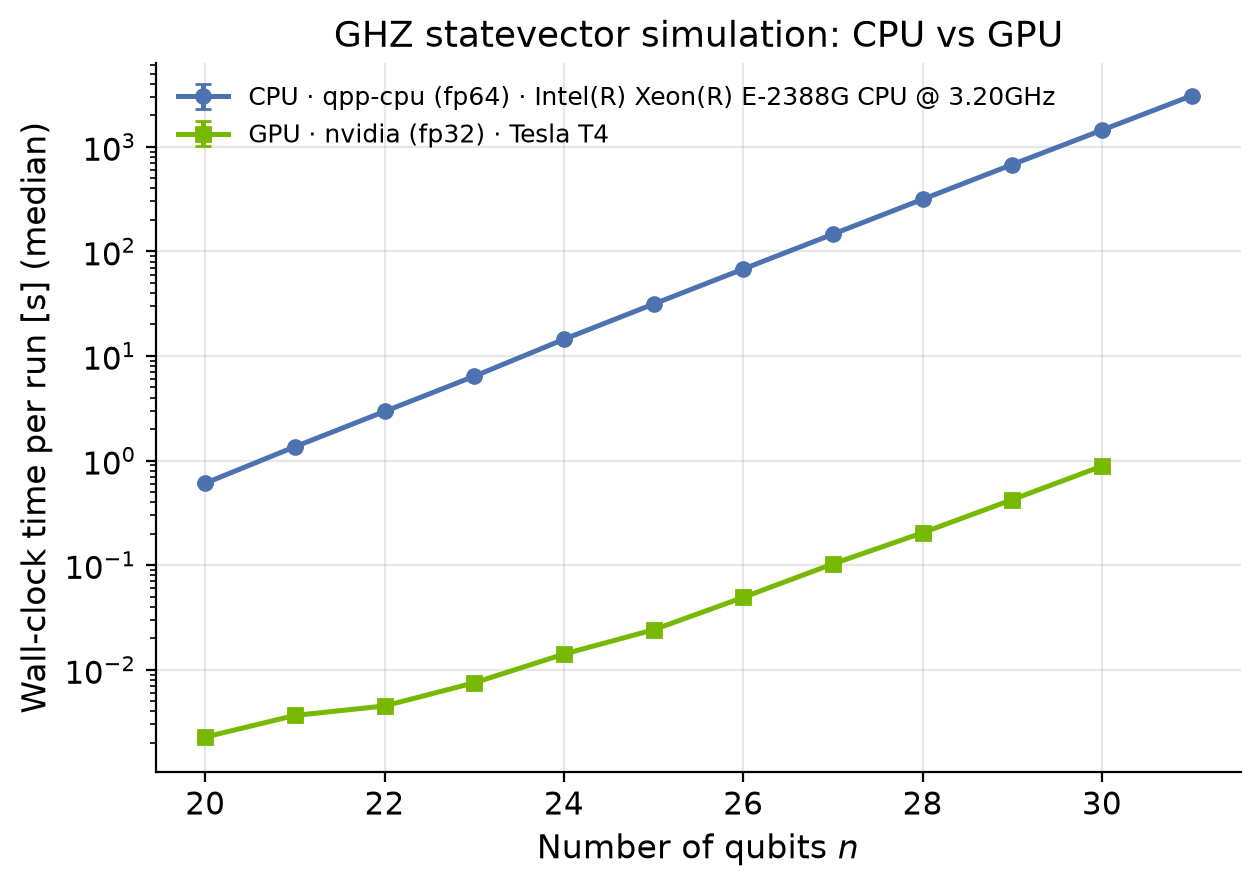 GHZ statevector simulation: CPU vs GPU
CPU · qpp-cpu (fp64) · Intel(R) Xeon(R) E-2388G CPU @ 3.20GHz
GPU · nvidia (fp32) · Tesla T4
Wall-clock time per run [s] (median)
10³
10²
10¹
10⁰
10⁻¹
10⁻²
20 22 24 26 28 30
Number of qubits n